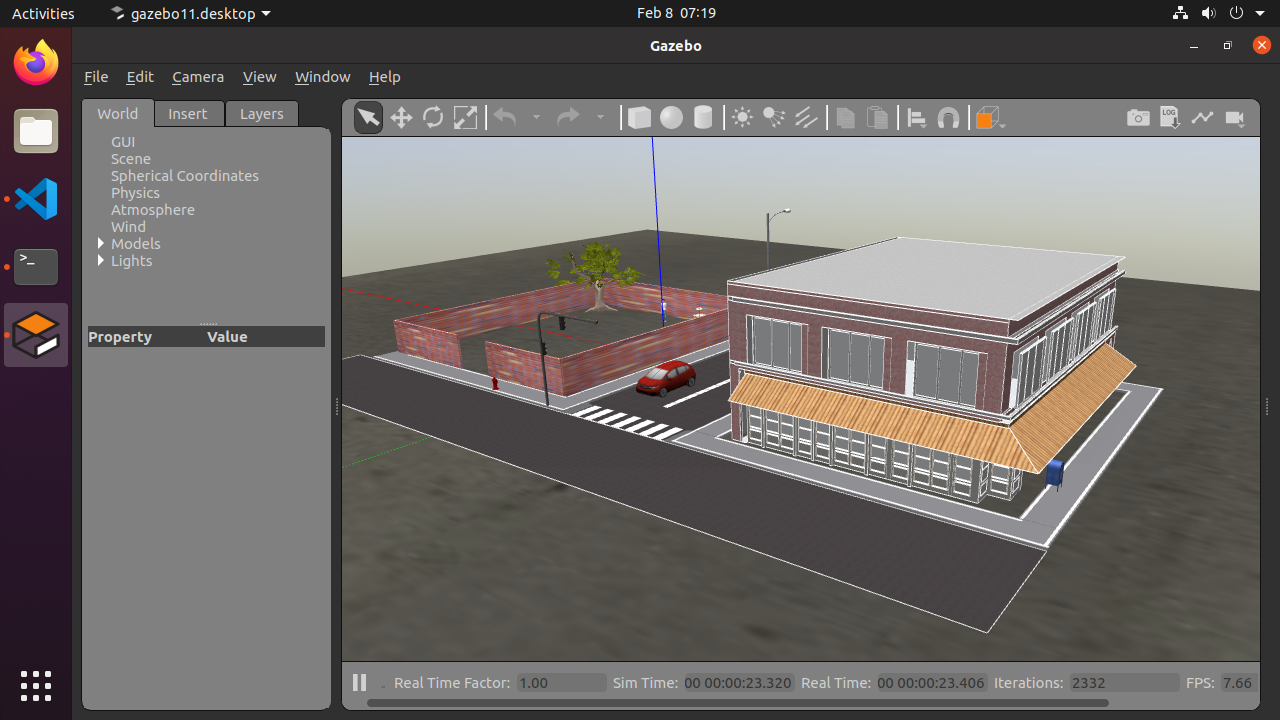 Activities gazebo11.desktop Feb 8 07:19
Gazebo
File Edit Camera View Window Help
World Insert Layers
LOG
GUI
Scene
Spherical Coordinates
Physics
Atmosphere
Wind
Models
Lights
Property Value
>_
Real Time Factor: 1.00 Sim Time: 00 00:00:23.320 Real Time: 00 00:00:23.406 Iterations: 2332 FPS: 7.66